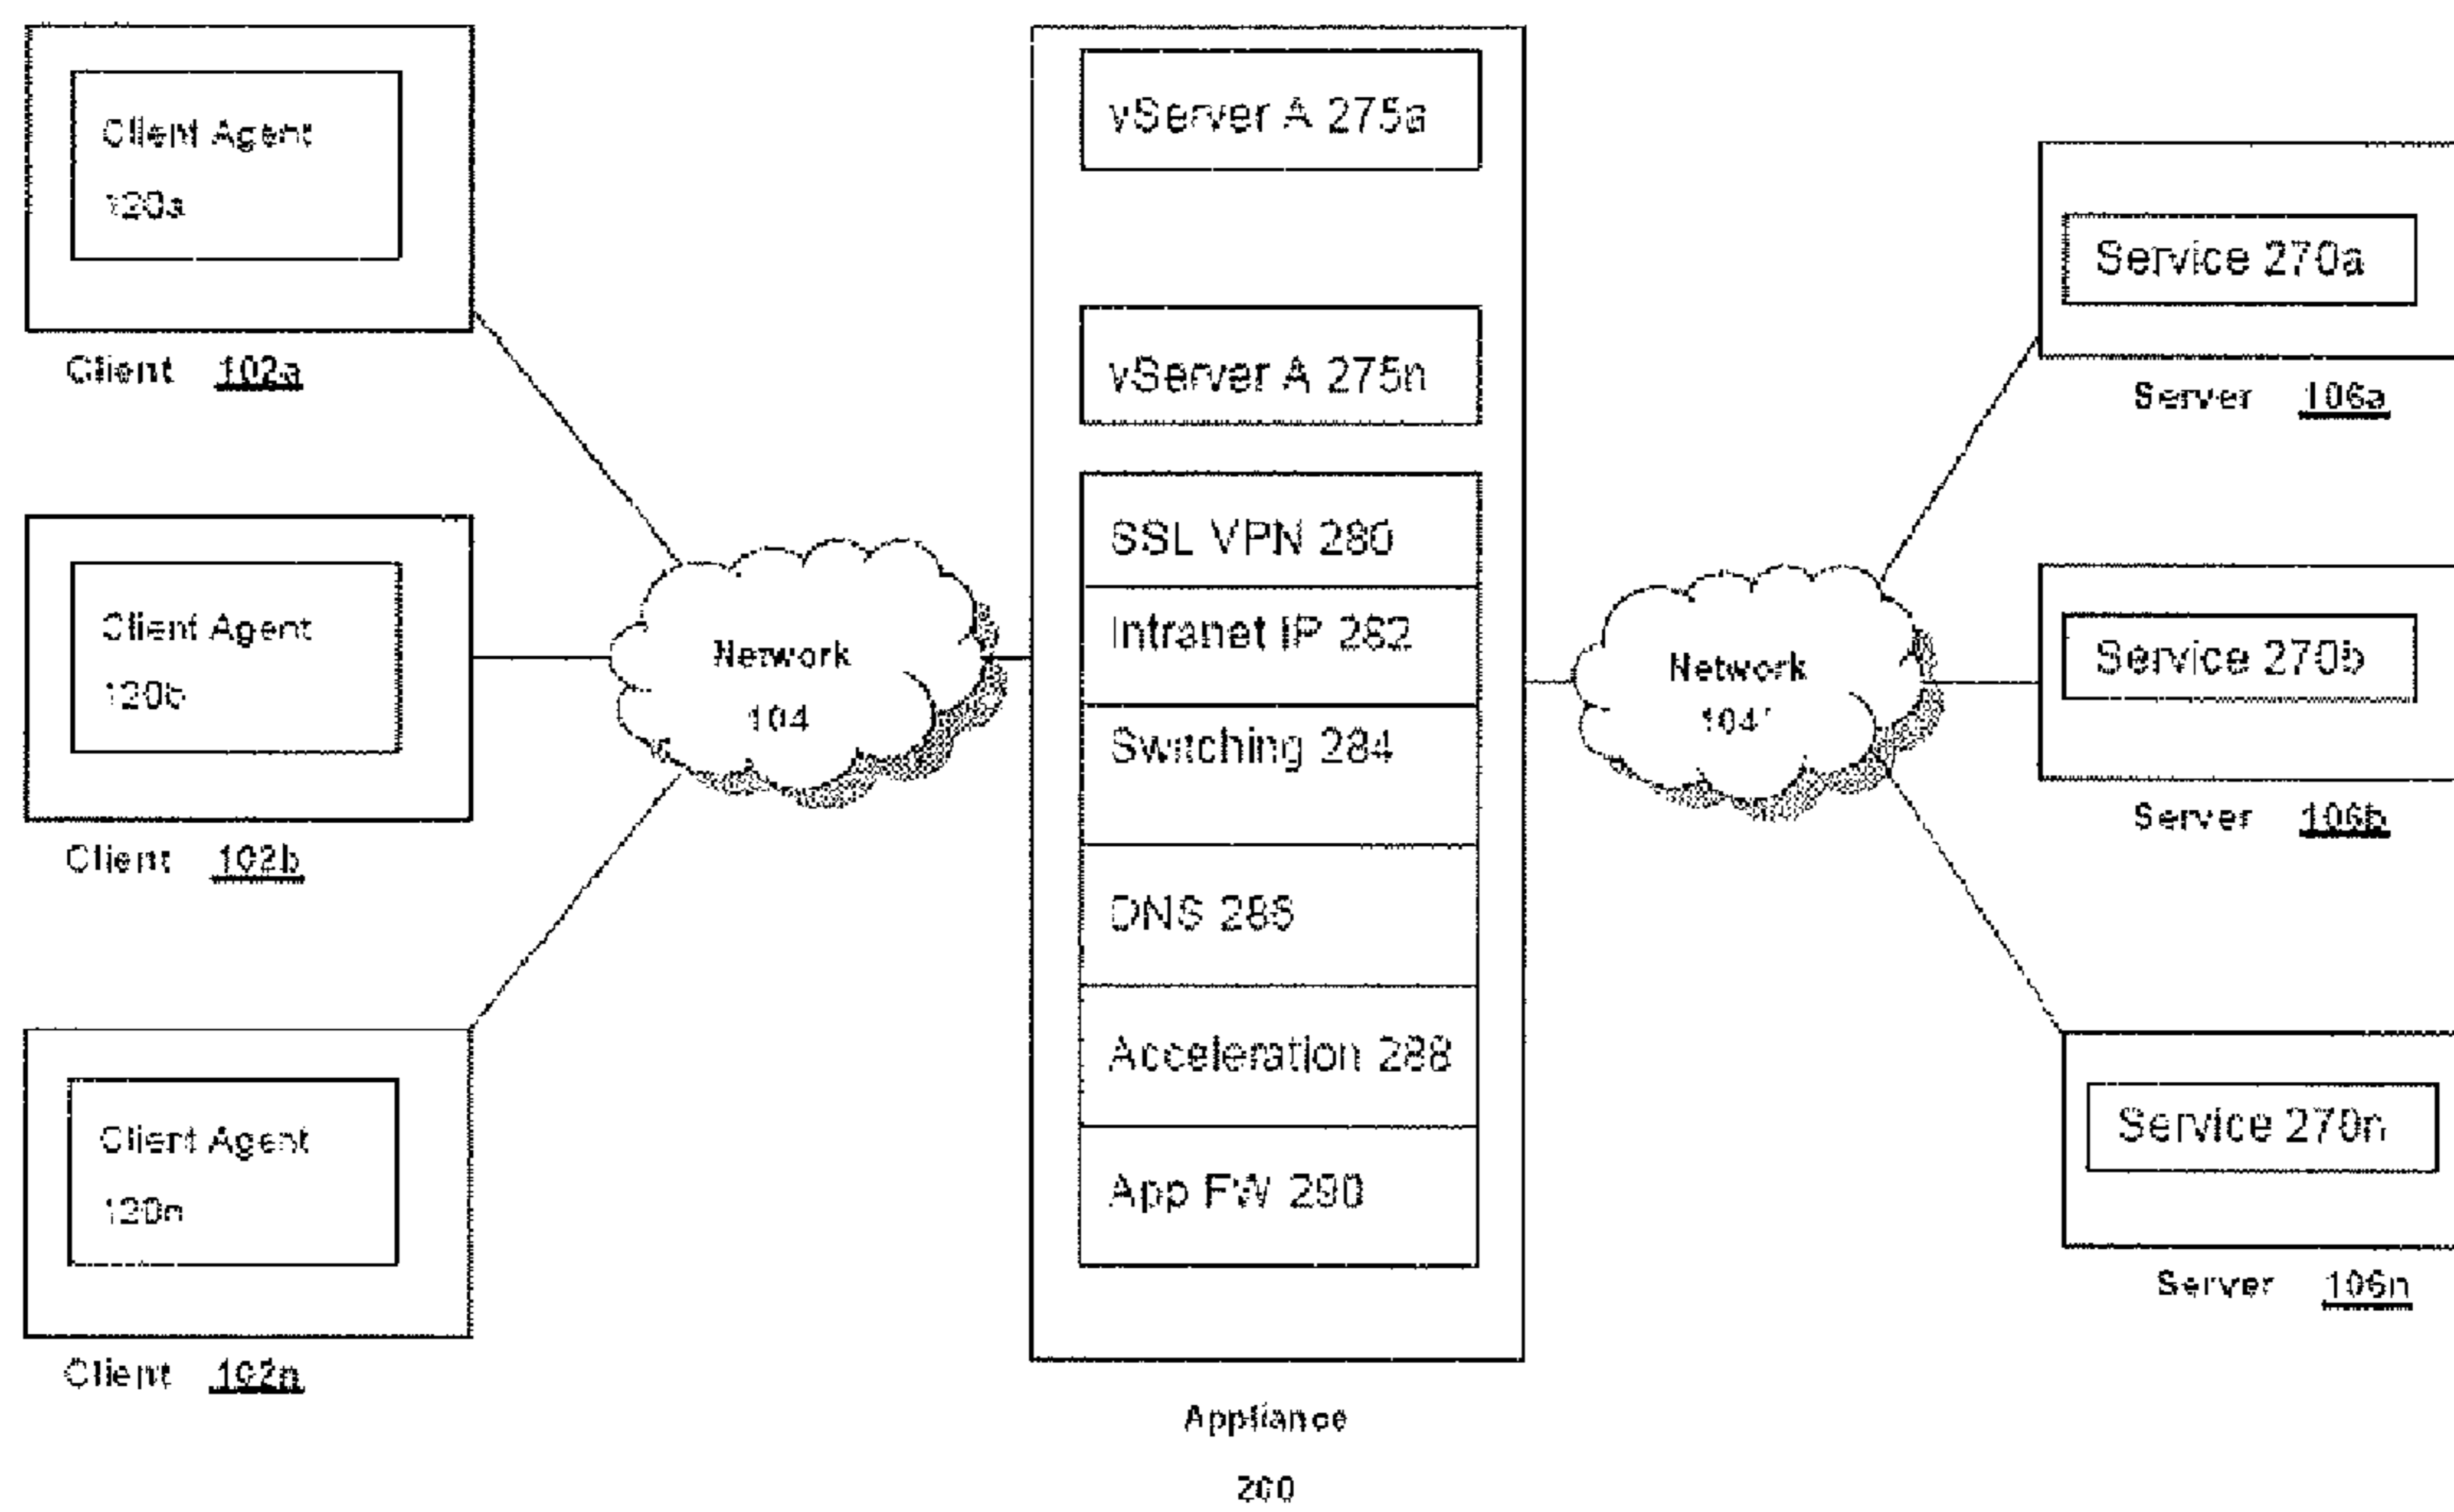 Client Agent
120a
Client 102a
Client Agent
120b
Client 102b
Client Agent
120n
Client 102n
Network
104
vServer A 275a
vServer A 275n
SSL VPN 280
Intranet IP 282
Switching 284
DNS 286
Acceleration 288
App FW 290
Appliance
200
Network
104'
Service 270a
Server 106a
Service 270b
Server 106b
Service 270n
Server 106n